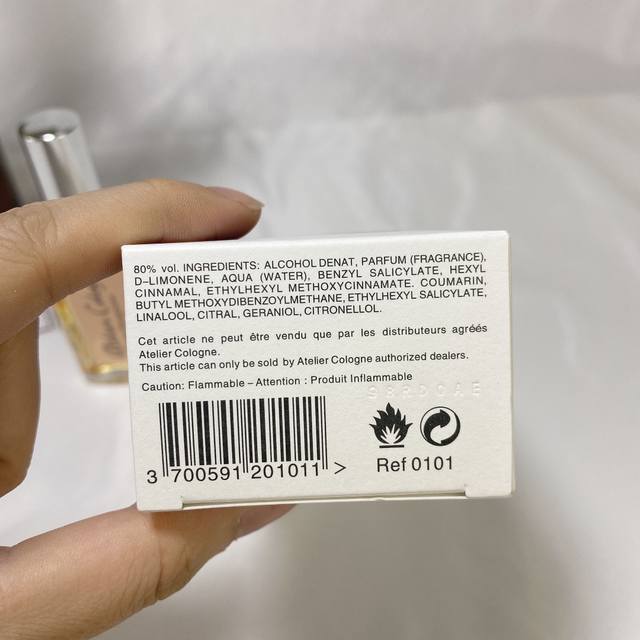 80% vol. INGREDIENTS: ALCOHOL DENAT, PARFUM (FRAGRANCE),
D-LIMONENE, AQUA (WATER), BENZYL SALICYLATE, HEXYL
CINNAMAL, ETHYLHEXYL METHOXYCINNAMATE. COUMARIN,
BUTYL METHOXYDIBENZOYLMETHANE, ETHYLHEXYL SALICYLATE,
LINALOOL, CITRAL, GERANIOL, CITRONELLOL.
Cet article ne peut être vendu que par les distributeurs agréés
Atelier Cologne.
This article can only be sold by Atelier Cologne authorized dealers.
Caution: Flammable – Attention : Produit Inflammable
3 700591 201011 >
Ref 0101